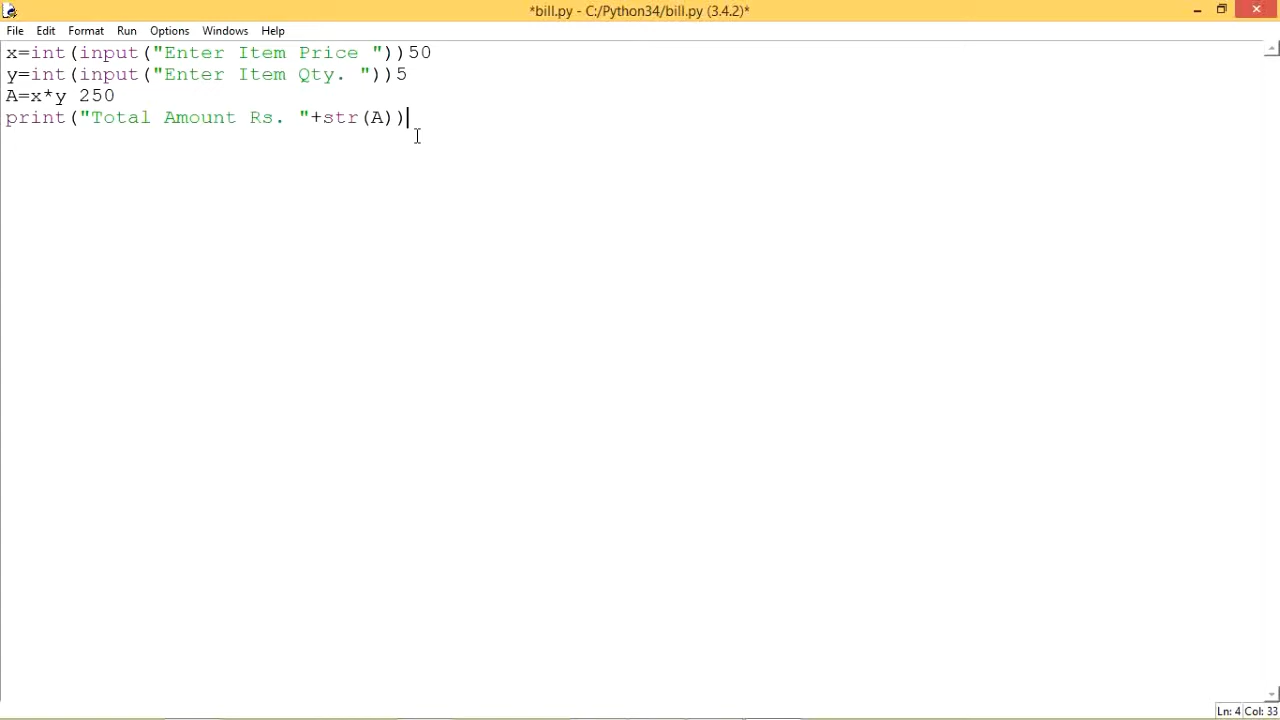 *bill.py - C:/Python34/bill.py (3.4.2)*
File Edit Format Run Options Windows Help
x=int(input("Enter Item Price "))50
y=int(input("Enter Item Qty. "))5
A=x*y 250
print("Total Amount Rs. "+str(A))
Ln: 4 Col: 33